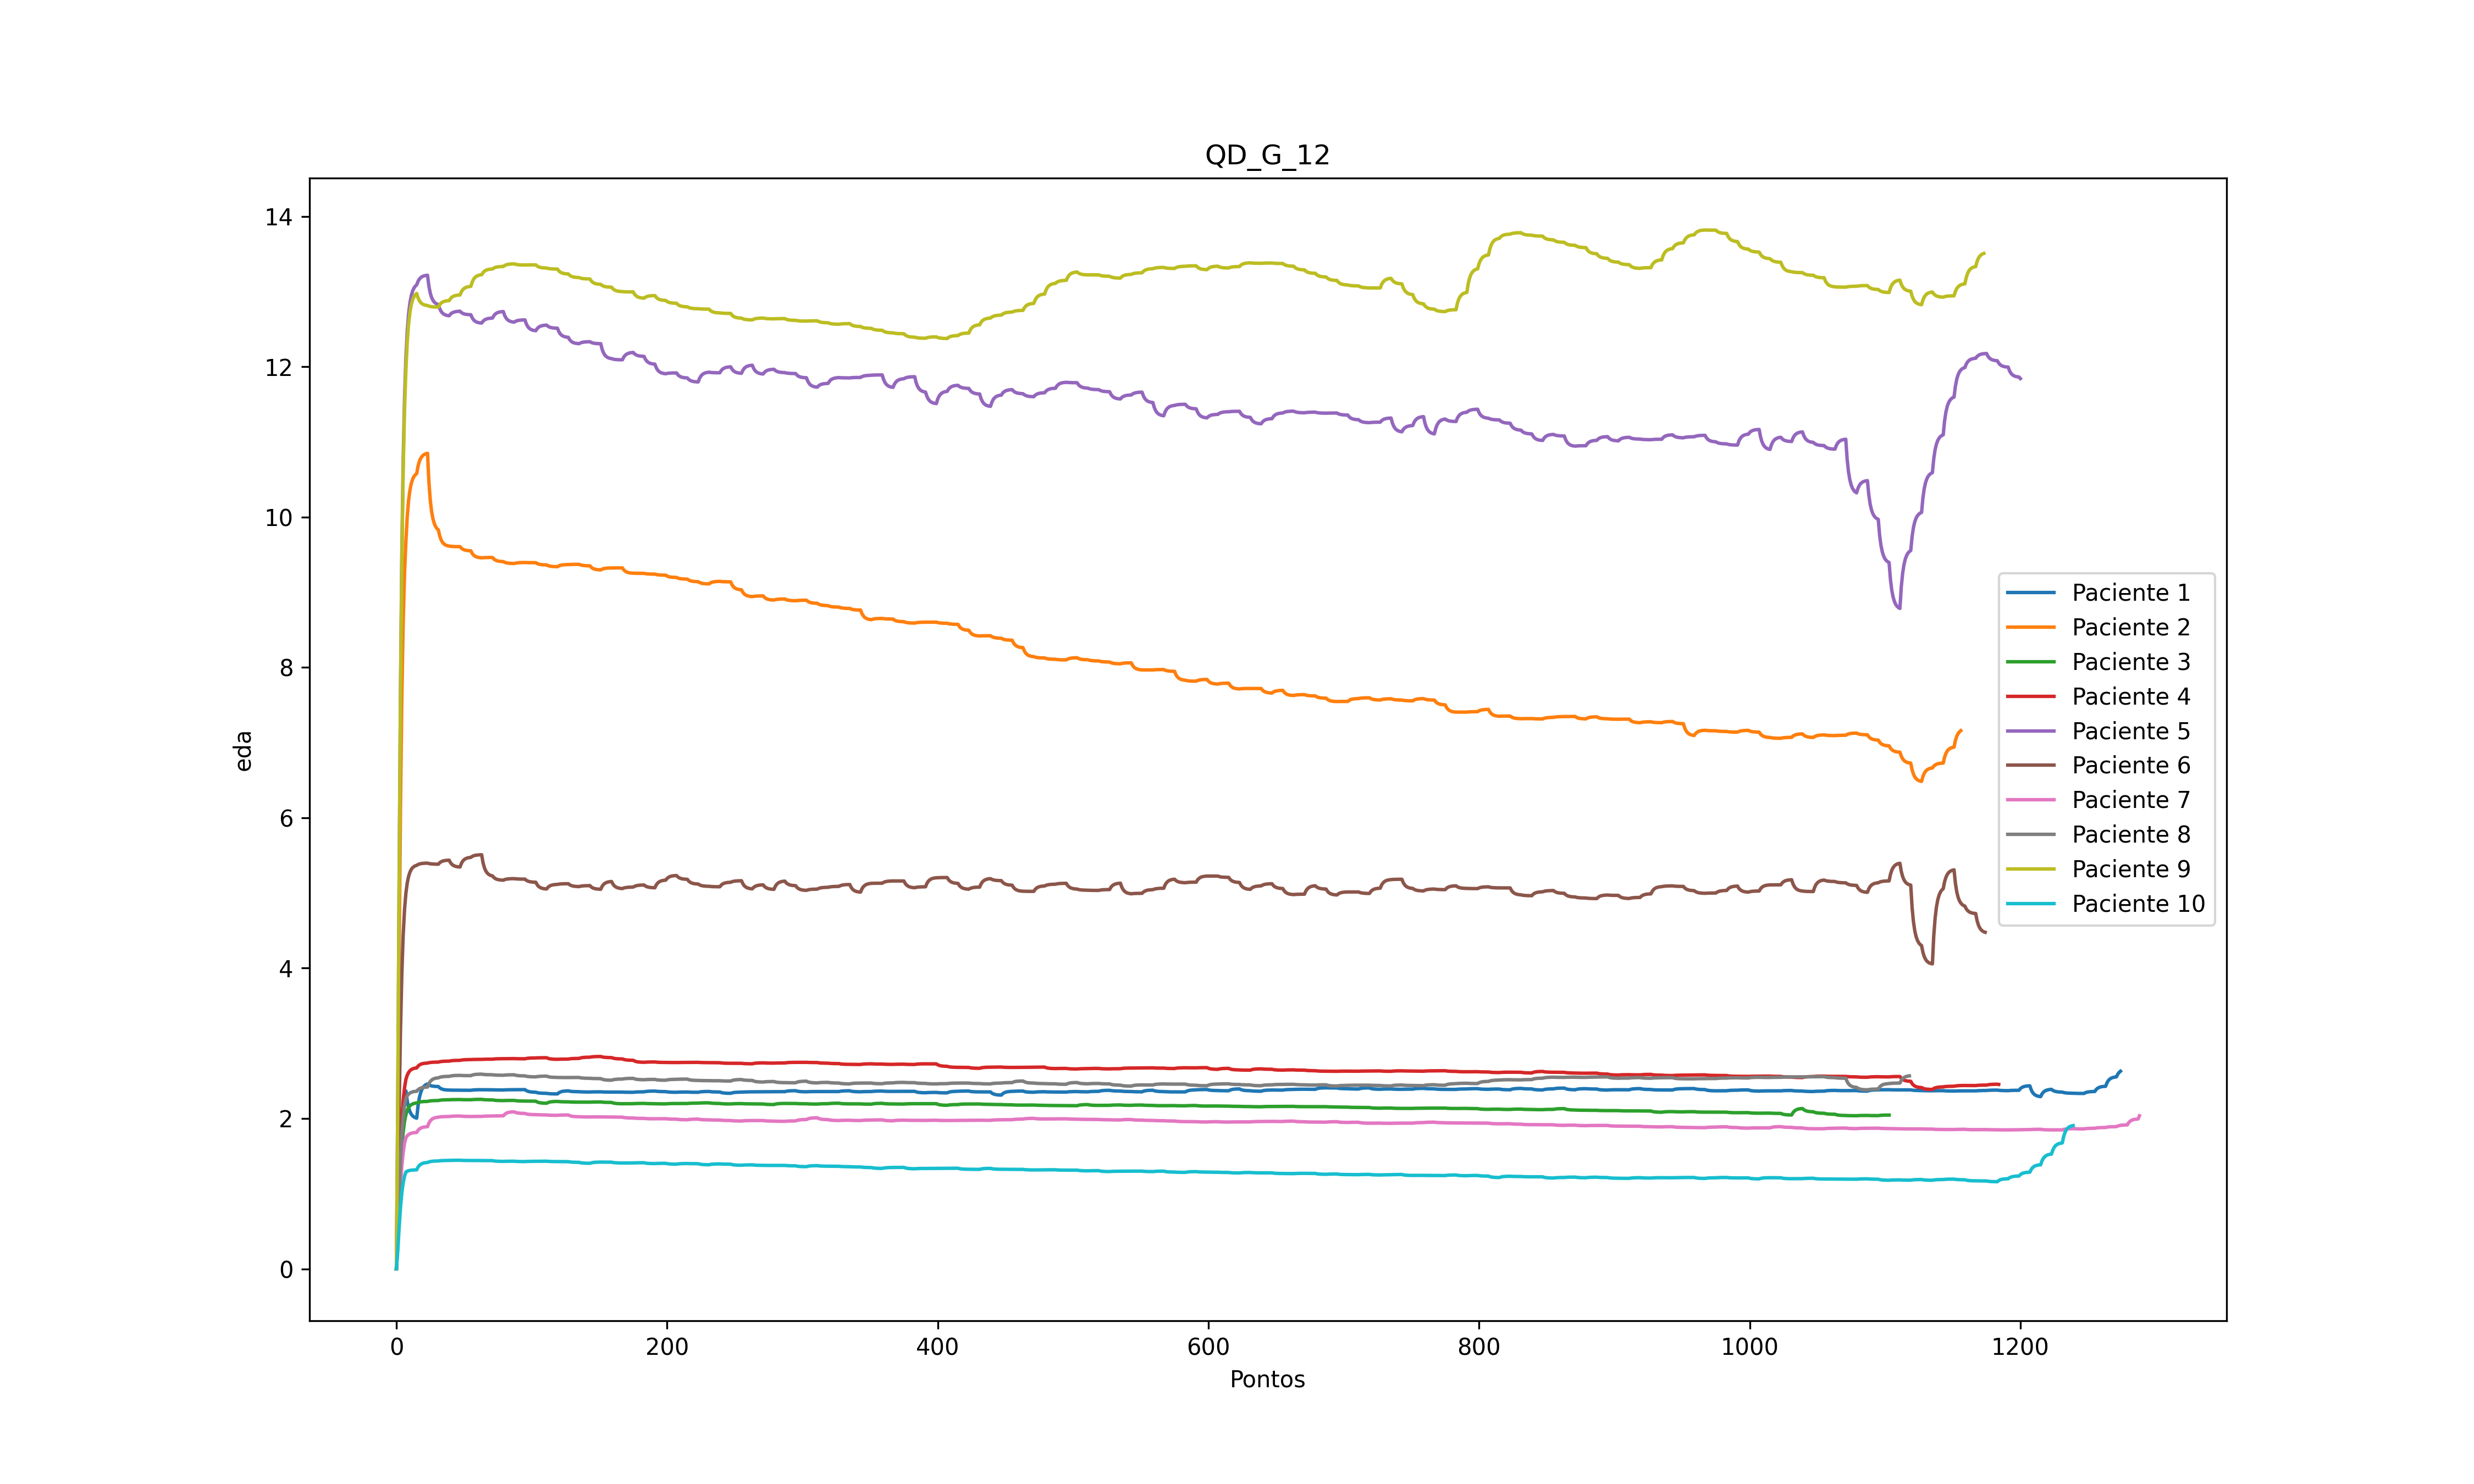 QD_G_12
14
12
10
8
6
4
2
0
eda
0 200 400 600 800 1000 1200
Pontos
Paciente 1
Paciente 2
Paciente 3
Paciente 4
Paciente 5
Paciente 6
Paciente 7
Paciente 8
Paciente 9
Paciente 10